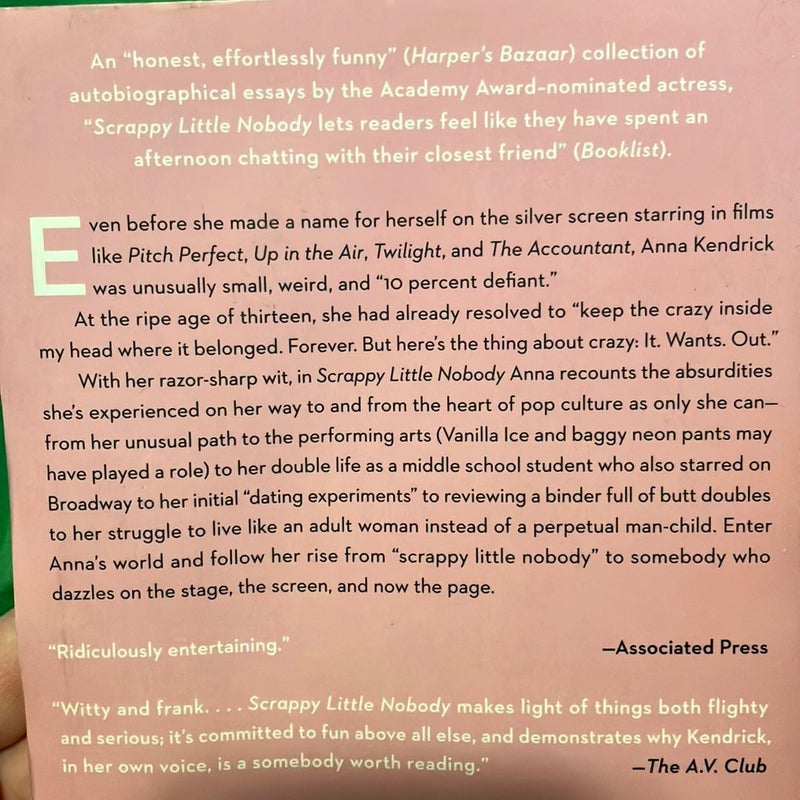 An “honest, effortlessly funny” (Harper’s Bazaar) collection of
autobiographical essays by the Academy Award–nominated actress,
“Scrappy Little Nobody lets readers feel like they have spent an
afternoon chatting with their closest friend” (Booklist).
Even before she made a name for herself on the silver screen starring in films
like Pitch Perfect, Up in the Air, Twilight, and The Accountant, Anna Kendrick
was unusually small, weird, and “10 percent defiant.”
At the ripe age of thirteen, she had already resolved to “keep the crazy inside
my head where it belonged. Forever. But here’s the thing about crazy: It. Wants. Out.”
With her razor-sharp wit, in Scrappy Little Nobody Anna recounts the absurdities
she’s experienced on her way to and from the heart of pop culture as only she can—
from her unusual path to the performing arts (Vanilla Ice and baggy neon pants may
have played a role) to her double life as a middle school student who also starred on
Broadway to her initial “dating experiments” to reviewing a binder full of butt doubles
to her struggle to live like an adult woman instead of a perpetual man-child. Enter
Anna’s world and follow her rise from “scrappy little nobody” to somebody who
dazzles on the stage, the screen, and now the page.
“Ridiculously entertaining.” —Associated Press
“Witty and frank. . . . Scrappy Little Nobody makes light of things both flighty
and serious; it’s committed to fun above all else, and demonstrates why Kendrick,
in her own voice, is a somebody worth reading.” —The A.V. Club